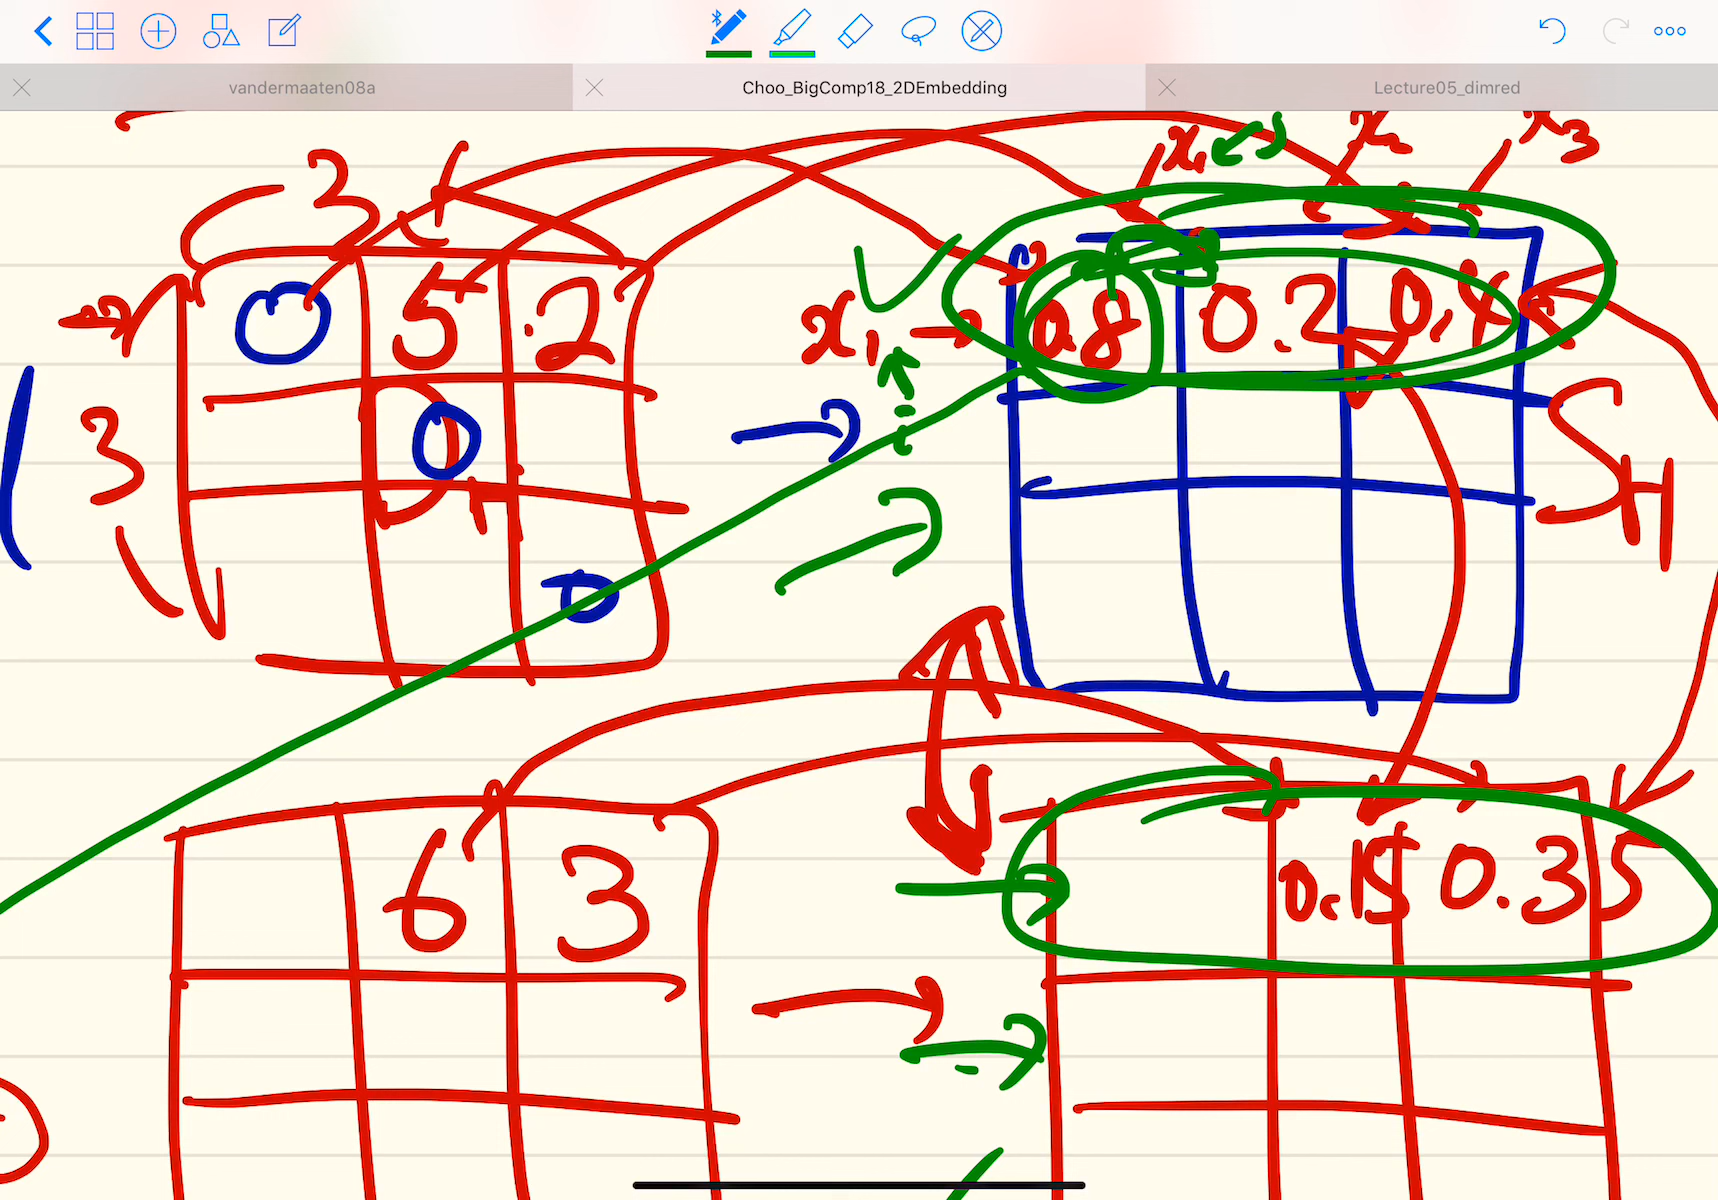 vandermaaten08a
Choo_BigComp18_2DEmbedding
Lecture05_dimred
x₁ x₂ x₃
3
0 5 2
x₁ 0.8 0.2 0.4
3
0
0
6 3
0.15 0.35